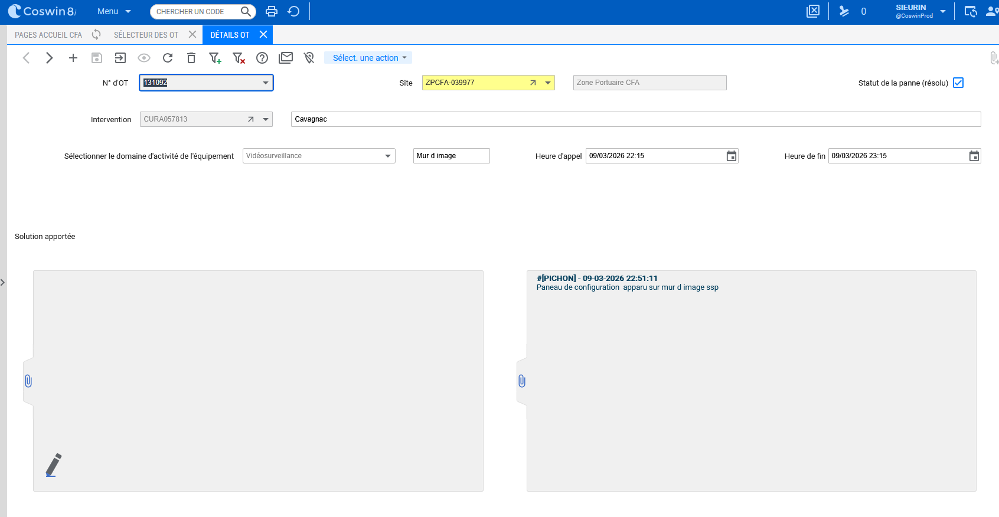 Coswin 8i
Menu
CHERCHER UN CODE
0
SIEURIN
@CoswinProd
PAGES ACCUEIL CFA
SÉLECTEUR DES OT
DÉTAILS OT
Sélect. une action
N° d'OT
131092
Site
ZPCFA-039977
Zone Portuaire CFA
Statut de la panne (résolu)
Intervention
CURA057813
Cavagnac
Sélectionner le domaine d'activité de l'équipement
Vidéosurveillance
Mur d image
Heure d'appel
09/03/2026 22:15
Heure de fin
09/03/2026 23:15
Solution apportée
#[PICHON] - 09-03-2026 22:51:11
Paneau de configuration  apparu sur mur d image ssp